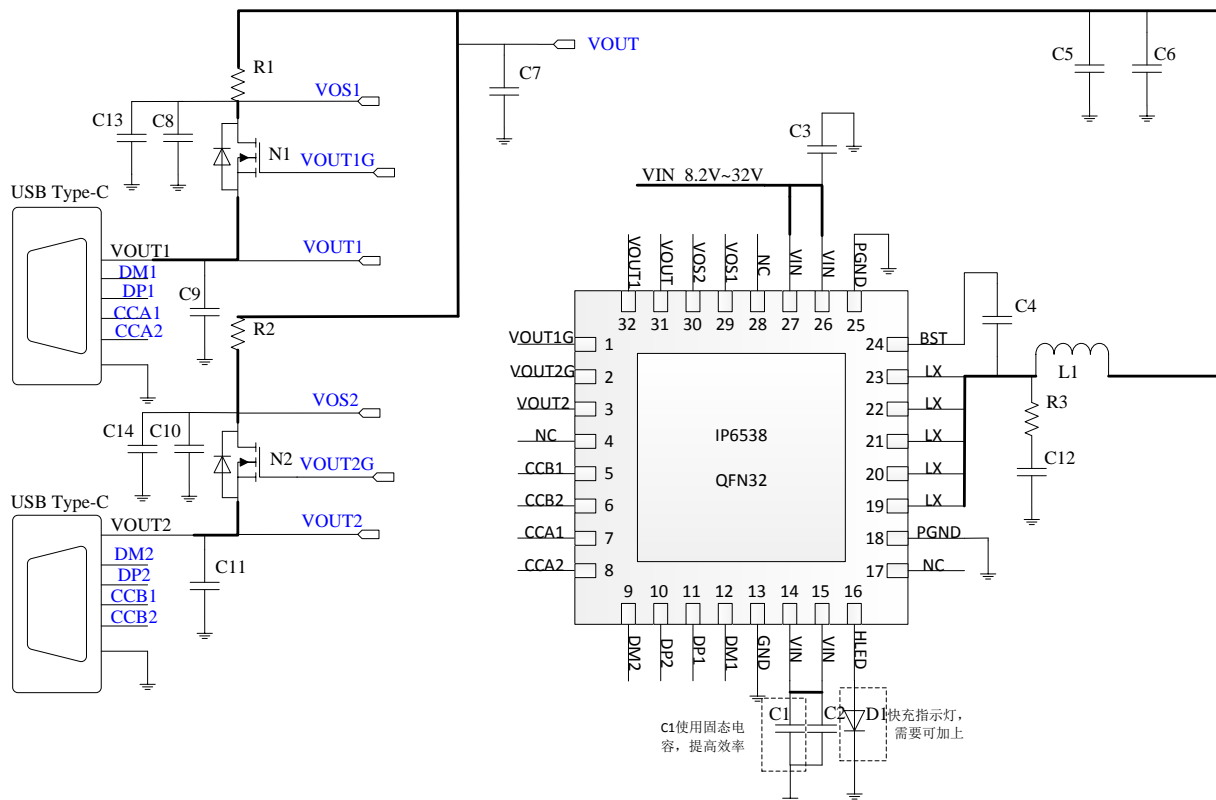 R1
VOS1
C13
C8
N1
VOUT1G
USB Type-C
VOUT1
VOUT1
DM1
DP1
CCA1
CCA2
C9
R2
VOS2
C14
C10
N2
VOUT2G
USB Type-C
VOUT2
VOUT2
DM2
DP2
CCB1
CCB2
C11
VOUT
C7
C5
C6
C3
VIN 8.2V~32V
VOUT1
VOUT
VOS2
VOS1
NC
VIN
VIN
PGND
32
31
30
29
28
27
26
25
VOUT1G
1
VOUT2G
2
VOUT2
3
NC
4
CCB1
5
CCB2
6
CCA1
7
CCA2
8
IP6538
QFN32
24
BST
23
LX
22
LX
21
LX
20
LX
19
LX
18
PGND
17
NC
C4
L1
R3
C12
9
10
11
12
13
14
15
16
DM2
DP2
DP1
DM1
GND
VIN
VIN
HLED
C1使用固态电
容，提高效率
C1
C2
D1
快充指示灯，
需要可加上